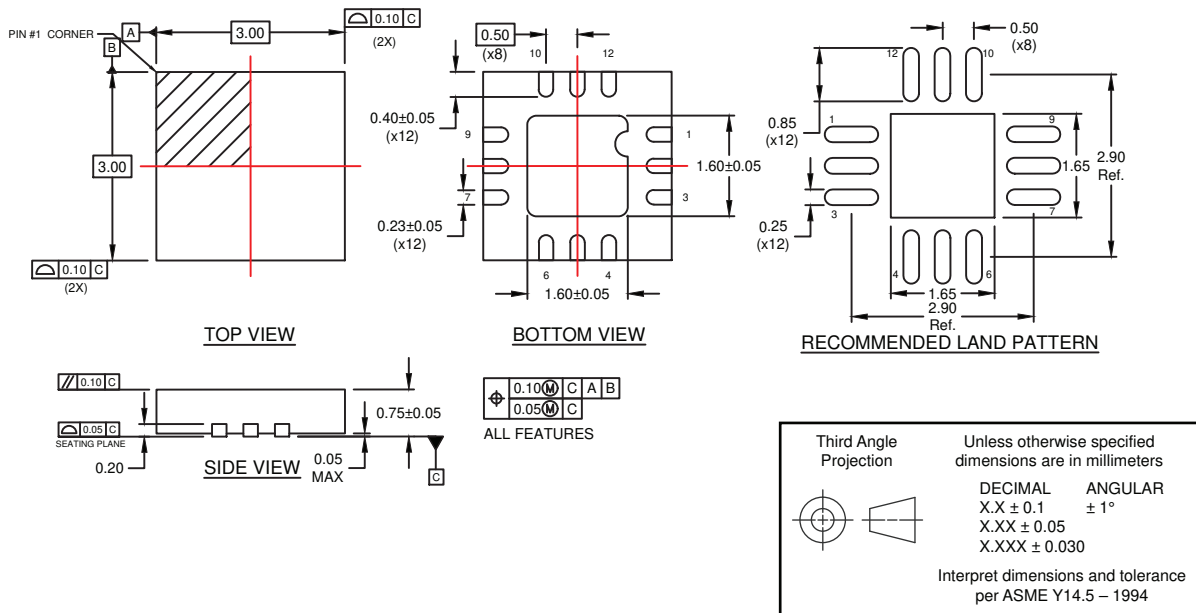 PIN #1 CORNER
A
B
3.00
⌓ 0.10 C
(2X)
3.00
⌓ 0.10 C
(2X)
TOP VIEW
0.50
(x8)
10
12
0.40±0.05
(x12)
9
1
7
3
0.23±0.05
(x12)
1.60±0.05
6
4
1.60±0.05
BOTTOM VIEW
0.50
(x8)
12
10
0.85
(x12)
1
9
1.65
2.90
Ref.
0.25
(x12)
3
7
4
6
1.65
2.90
Ref.
RECOMMENDED LAND PATTERN
// 0.10 C
⌓ 0.05 C
SEATING PLANE
0.20
SIDE VIEW
0.75±0.05
0.05
MAX
C
⌖ 0.10 Ⓜ C A B
0.05 Ⓜ C
ALL FEATURES
Third Angle
Projection
Unless otherwise specified
dimensions are in millimeters
DECIMAL ANGULAR
X.X ± 0.1 ± 1°
X.XX ± 0.05
X.XXX ± 0.030
Interpret dimensions and tolerance
per ASME Y14.5 – 1994